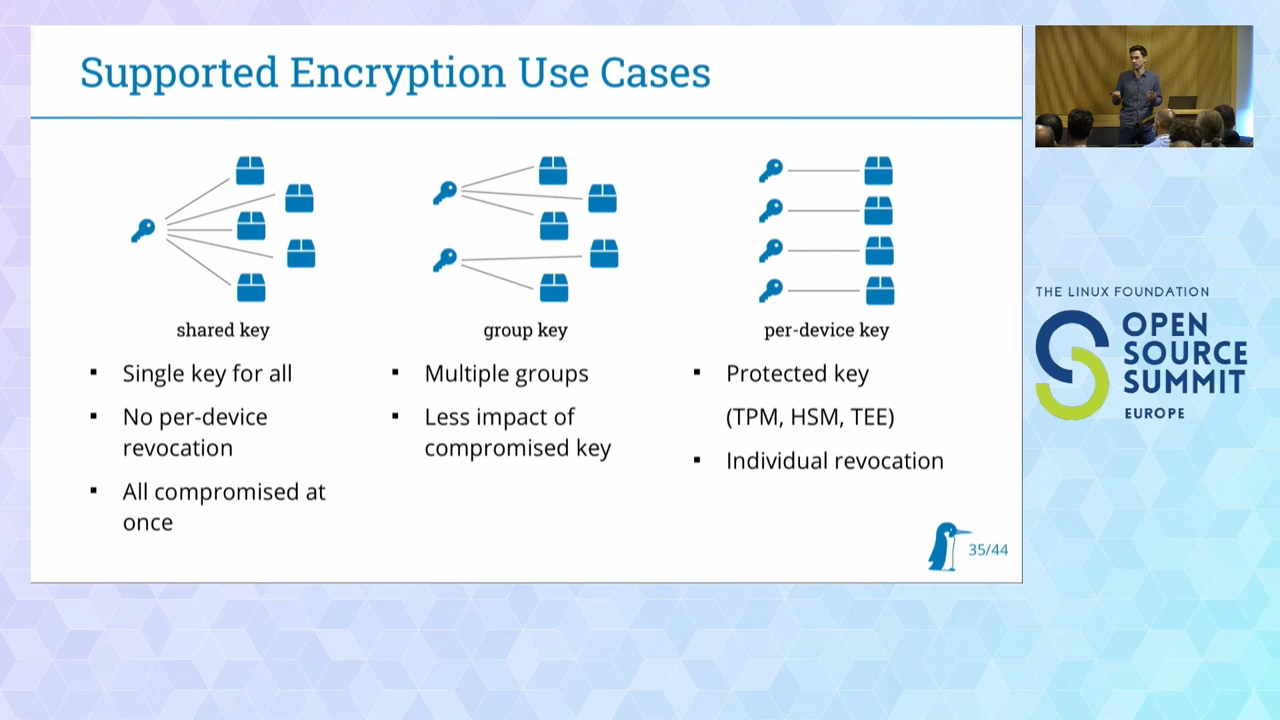 Supported Encryption Use Cases
shared key
▪ Single key for all
▪ No per-device
revocation
▪ All compromised at
once
group key
▪ Multiple groups
▪ Less impact of
compromised key
per-device key
▪ Protected key
(TPM, HSM, TEE)
▪ Individual revocation
35/44
THE LINUX FOUNDATION
OPEN
SOURCE
SUMMIT
EUROPE